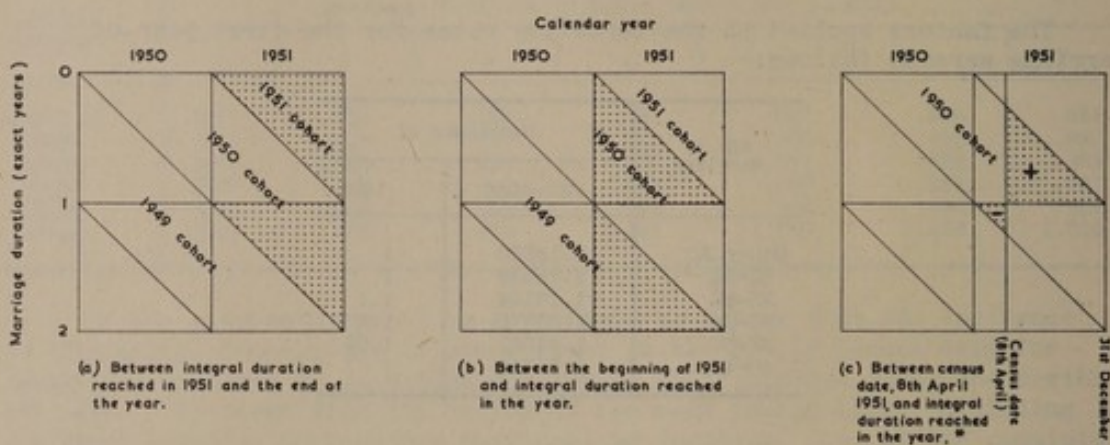 Calendar year
1950 1951
1950 1951
1950 1951
Marriage duration (exact years)
0
1
2
1951 cohort
1950 cohort
1949 cohort
1951 cohort
1950 cohort
1949 cohort
1950 cohort
+
(a) Between integral duration
reached in 1951 and the end of
the year.
(b) Between the beginning of 1951
and integral duration reached
in the year.
(c) Between census
date, 8th April
1951, and integral
duration reached
in the year. *
Census date
(8th April)
31st December